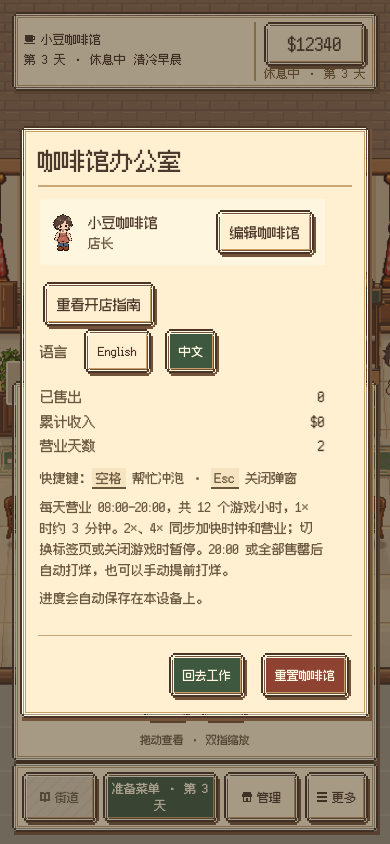 小豆咖啡馆
第 3 天 · 休息中 清冷早晨
$12340
休息中 · 第 3 天
咖啡馆办公室
小豆咖啡馆
店长
编辑咖啡馆
重看开店指南
语言
English
中文
已售出 0
累计收入 $0
营业天数 2
快捷键： 空格 帮忙冲泡 · Esc 关闭弹窗
每天营业 08:00–20:00，共 12 个游戏小时，1×
时约 3 分钟。2×、4× 同步加快时钟和营业；切
换标签页或关闭游戏时暂停。20:00 或全部售罄后
自动打烊，也可以手动提前打烊。
进度会自动保存在本设备上。
回去工作
重置咖啡馆
拖动查看 · 双指缩放
街道
准备菜单 · 第 3
天
管理
更多